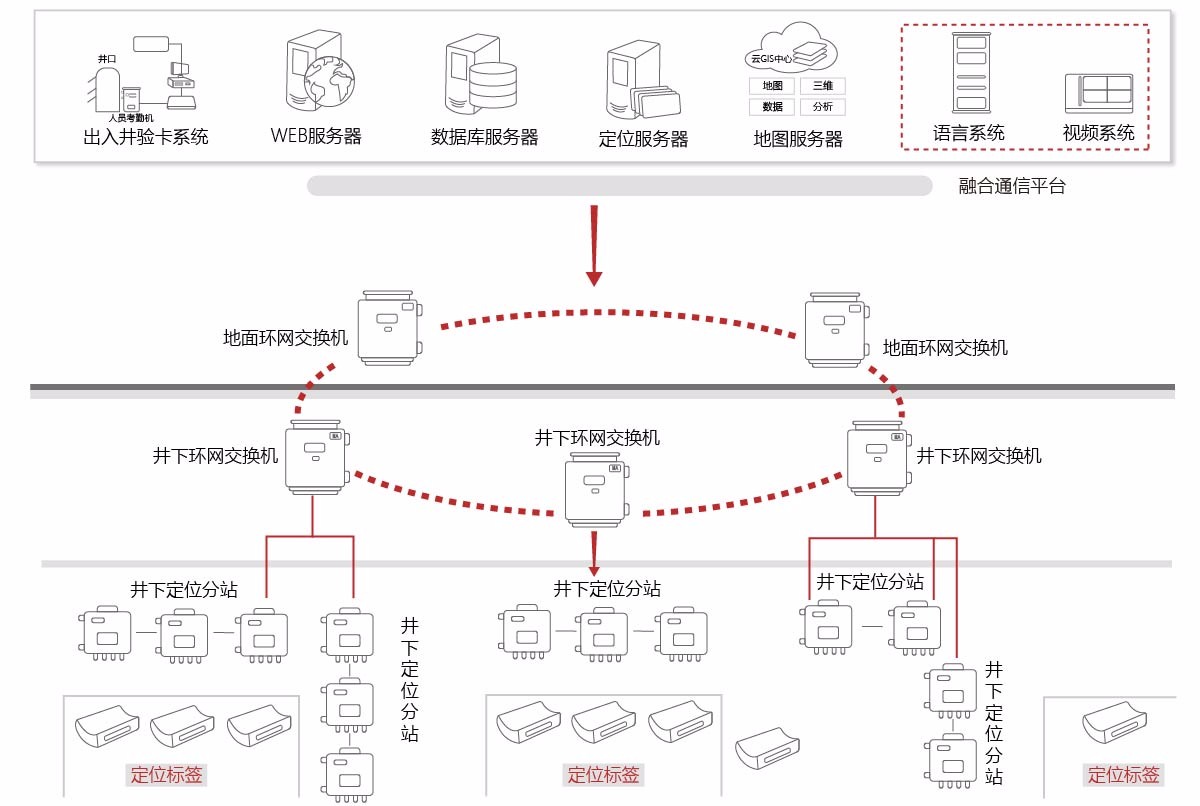 井口
人员考勤机
出入井验卡系统
WEB服务器
数据库服务器
定位服务器
云GIS中心
地图
三维
数据
分析
地图服务器
语言系统
视频系统
融合通信平台
地面环网交换机
地面环网交换机
井下环网交换机
井下环网交换机
井下环网交换机
井下定位分站
井下定位分站
井下定位分站
井下定位分站
井下定位分站
定位标签
定位标签
定位标签